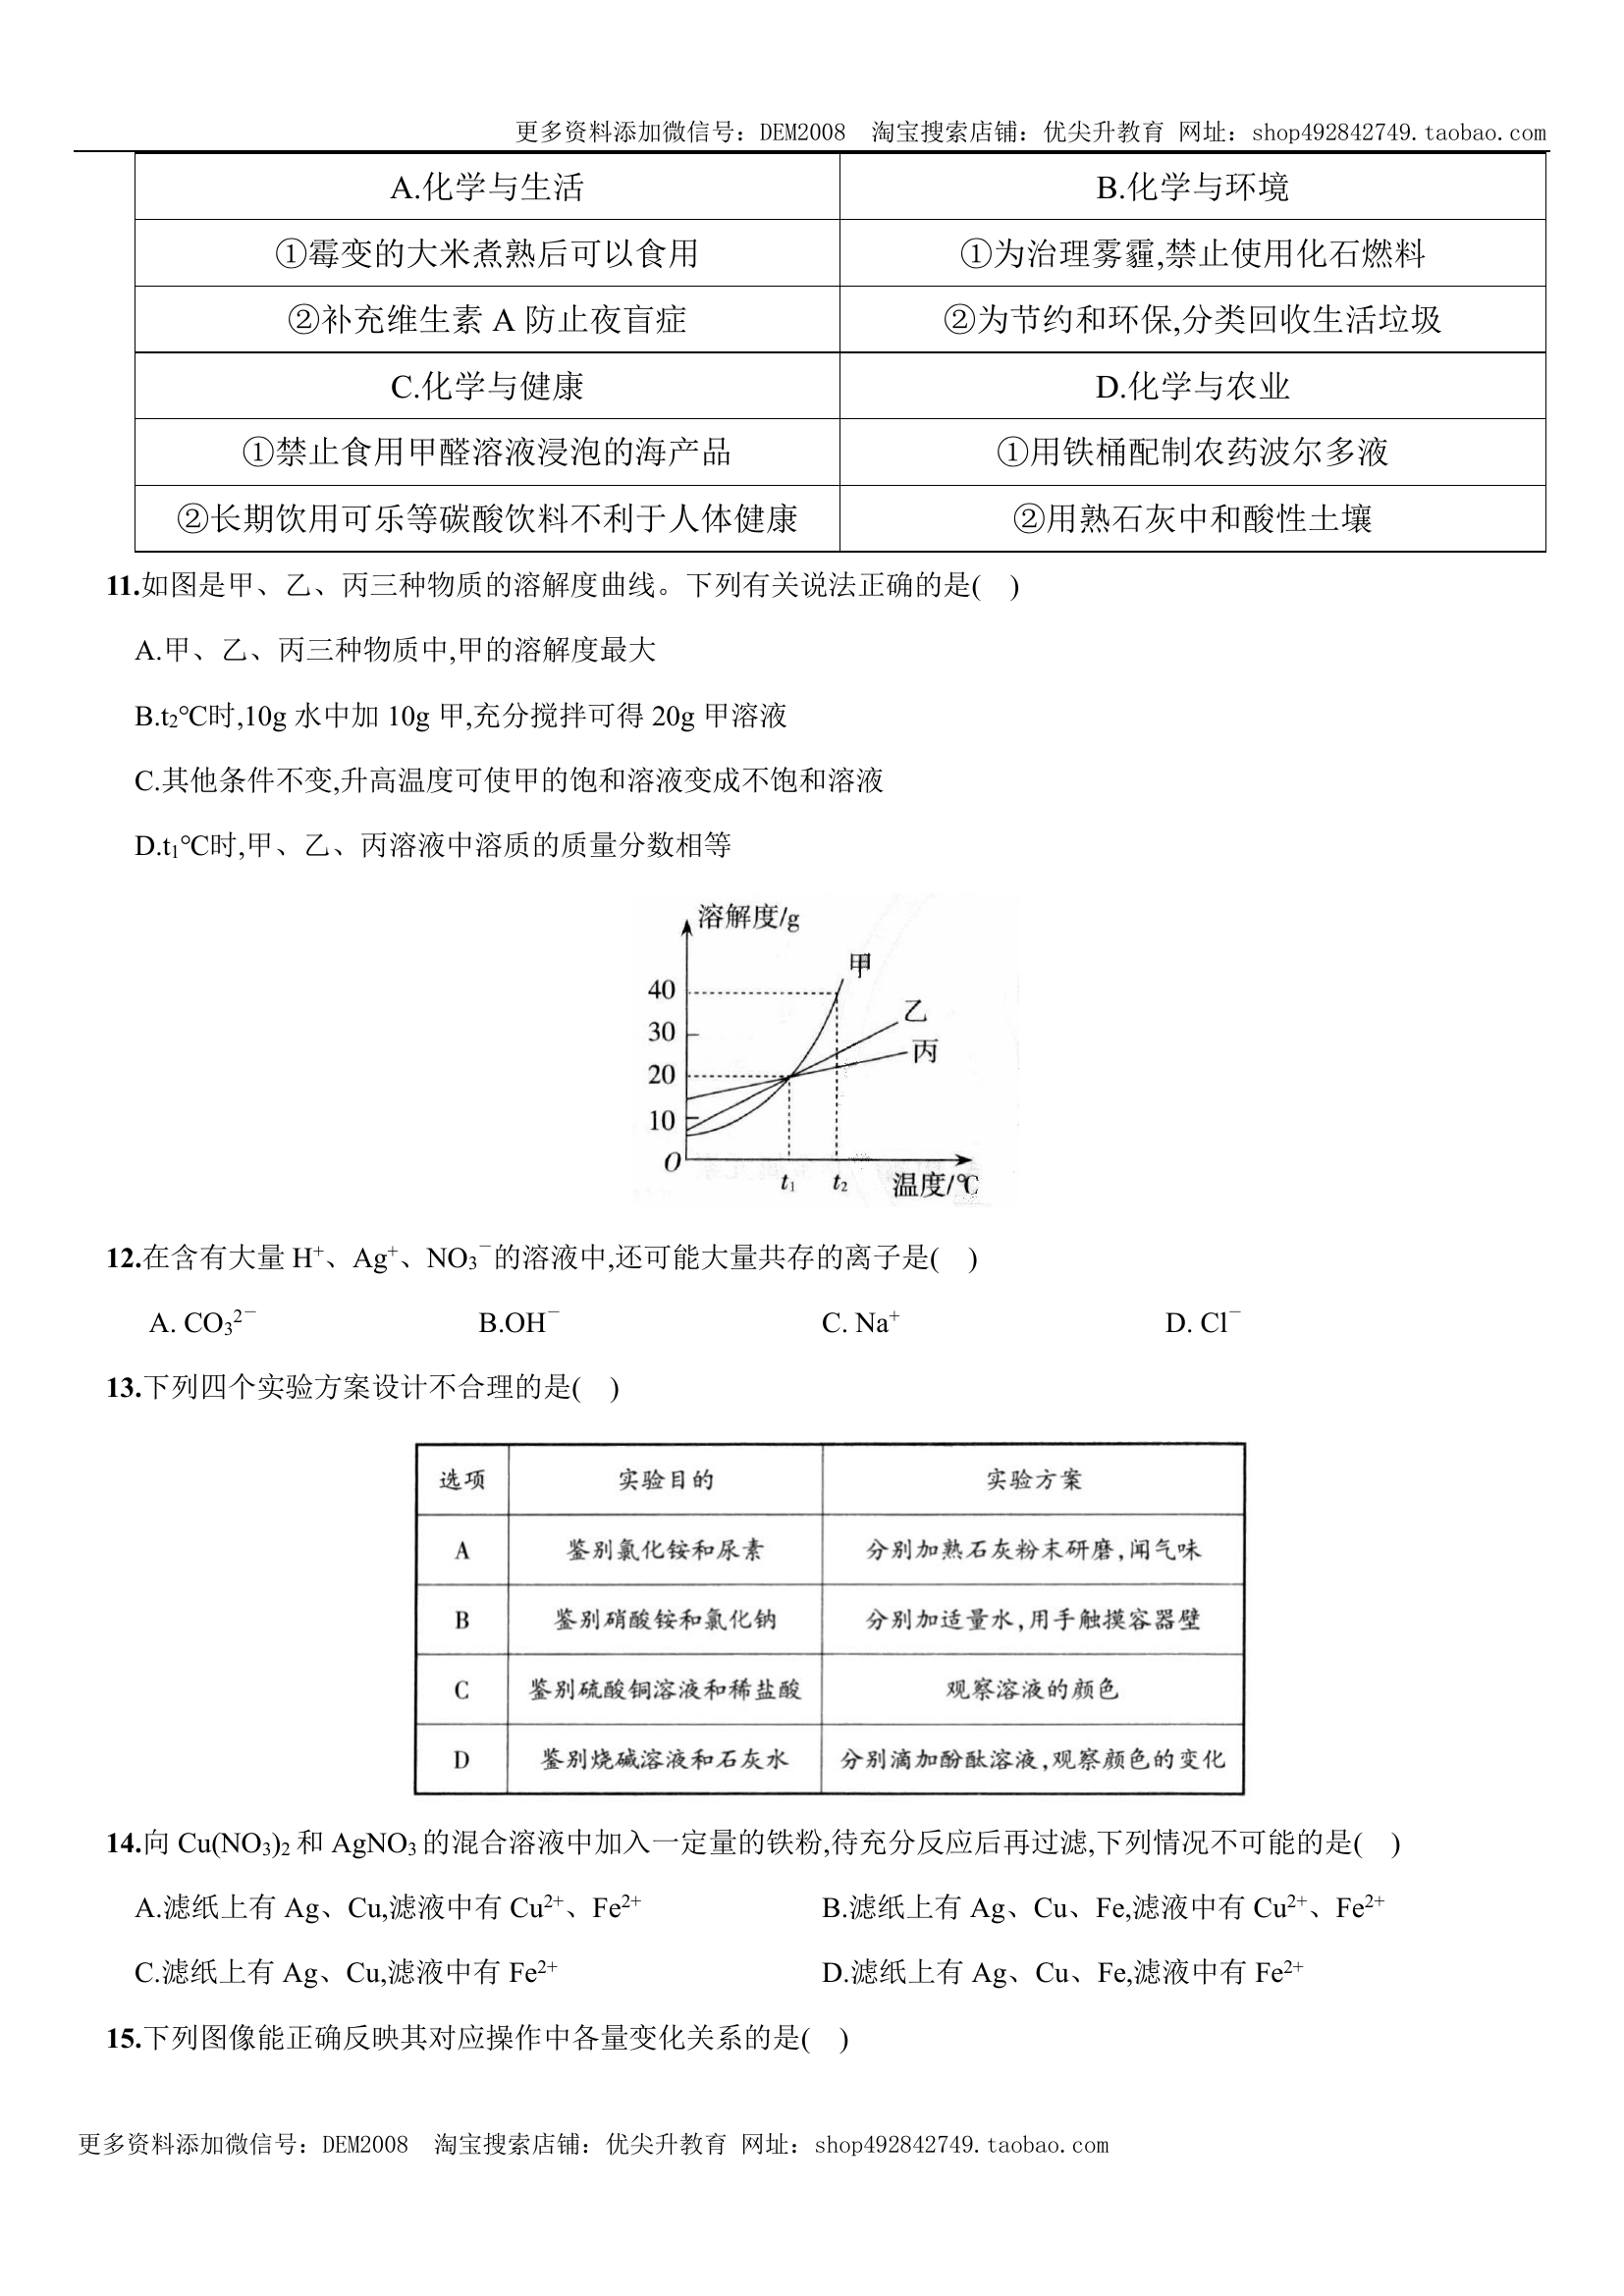 更多资料添加微信号：DEM2008 淘宝搜索店铺：优尖升教育 网址：shop492842749.taobao.com
A.化学与生活 B.化学与环境
①霉变的大米煮熟后可以食用 ①为治理雾霾,禁止使用化石燃料
②补充维生素 A 防止夜盲症 ②为节约和环保,分类回收生活垃圾
C.化学与健康 D.化学与农业
①禁止食用甲醛溶液浸泡的海产品 ①用铁桶配制农药波尔多液
②长期饮用可乐等碳酸饮料不利于人体健康 ②用熟石灰中和酸性土壤
11.如图是甲、乙、丙三种物质的溶解度曲线。下列有关说法正确的是( )
A.甲、乙、丙三种物质中,甲的溶解度最大
B.t₂℃时,10g 水中加 10g 甲,充分搅拌可得 20g 甲溶液
C.其他条件不变,升高温度可使甲的饱和溶液变成不饱和溶液
D.t₁℃时,甲、乙、丙溶液中溶质的质量分数相等
溶解度/g
甲
40
乙
30
丙
20
10
O
t₁ t₂ 温度/℃
12.在含有大量 H⁺、Ag⁺、NO₃⁻的溶液中,还可能大量共存的离子是( )
A. CO₃²⁻ B.OH⁻ C. Na⁺ D. Cl⁻
13.下列四个实验方案设计不合理的是( )
选项 实验目的 实验方案
A 鉴别氯化铵和尿素 分别加熟石灰粉末研磨,闻气味
B 鉴别硝酸铵和氯化钠 分别加适量水,用手触摸容器壁
C 鉴别硫酸铜溶液和稀盐酸 观察溶液的颜色
D 鉴别烧碱溶液和石灰水 分别滴加酚酞溶液,观察颜色的变化
14.向 Cu(NO₃)₂ 和 AgNO₃ 的混合溶液中加入一定量的铁粉,待充分反应后再过滤,下列情况不可能的是( )
A.滤纸上有 Ag、Cu,滤液中有 Cu²⁺、Fe²⁺ B.滤纸上有 Ag、Cu、Fe,滤液中有 Cu²⁺、Fe²⁺
C.滤纸上有 Ag、Cu,滤液中有 Fe²⁺ D.滤纸上有 Ag、Cu、Fe,滤液中有 Fe²⁺
15.下列图像能正确反映其对应操作中各量变化关系的是( )
更多资料添加微信号：DEM2008 淘宝搜索店铺：优尖升教育 网址：shop492842749.taobao.com